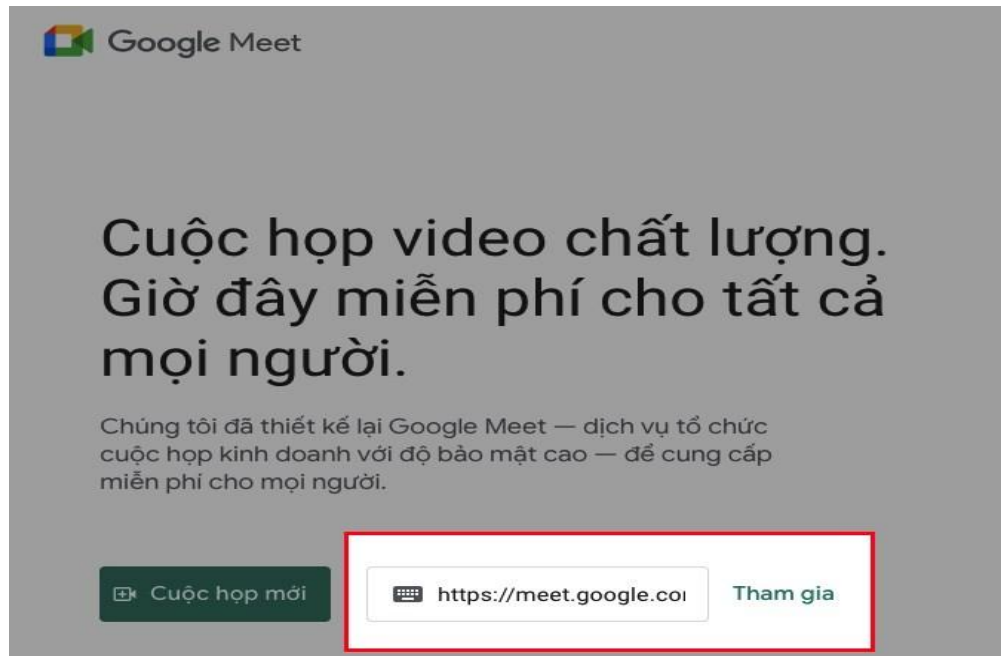 Google Meet
Cuộc họp video chất lượng.
Giờ đây miễn phí cho tất cả
mọi người.
Chúng tôi đã thiết kế lại Google Meet — dịch vụ tổ chức
cuộc họp kinh doanh với độ bảo mật cao — để cung cấp
miễn phí cho mọi người.
Cuộc họp mới https://meet.google.coı Tham gia